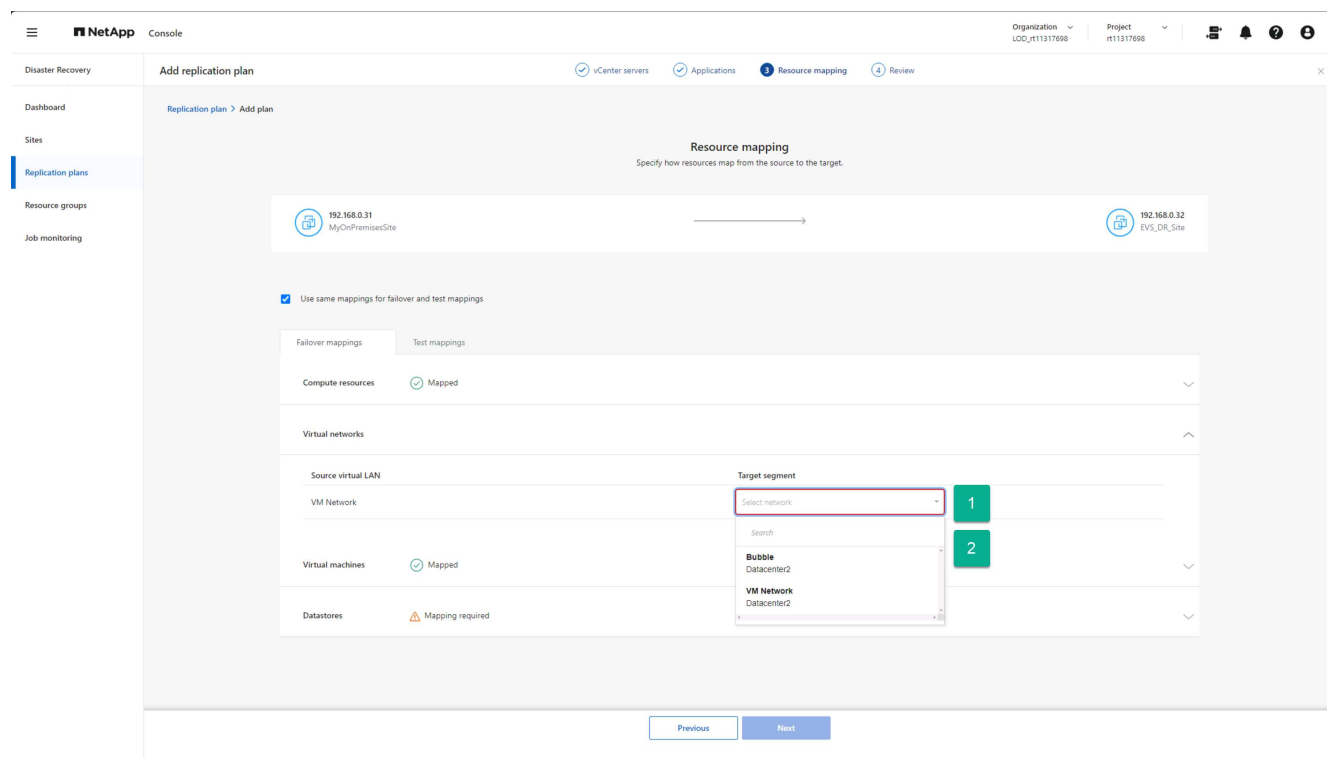 NetApp Console
Organization
LOD_rt11317698
Project
rt11317698
Disaster Recovery
Add replication plan
vCenter servers
Applications
3 Resource mapping
4 Review
Dashboard
Sites
Replication plans
Resource groups
Job monitoring
Replication plan > Add plan
Resource mapping
Specify how resources map from the source to the target.
192.168.0.31
MyOnPremisesSite
192.168.0.32
EVS_DR_Site
Use same mappings for failover and test mappings
Failover mappings
Test mappings
Compute resources
Mapped
Virtual networks
Source virtual LAN
Target segment
VM Network
Select network
1
Search
2
Bubble
Datacenter2
VM Network
Datacenter2
Virtual machines
Mapped
Datastores
Mapping required
Previous
Next